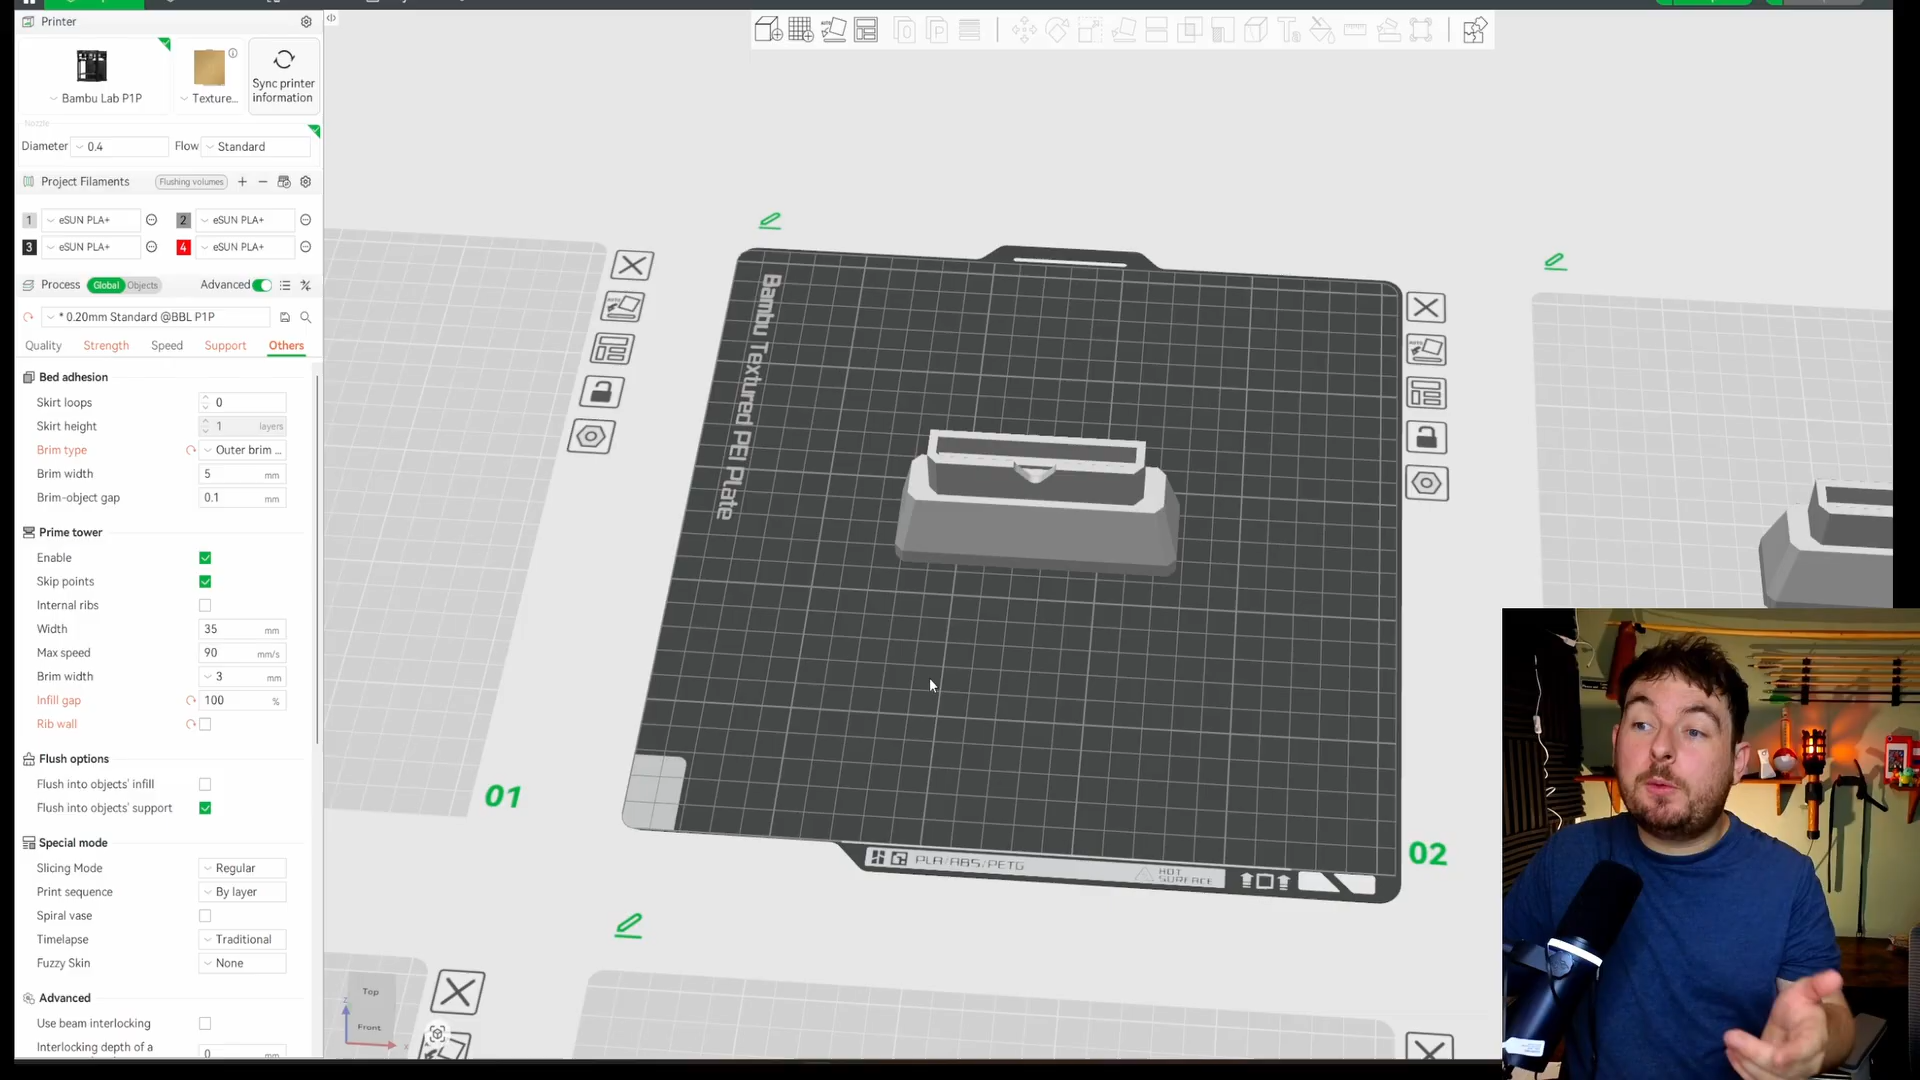 Printer
Bambu Lab P1P
Texture...
Sync printer
information
Nozzle
Diameter
0.4
Flow
Standard
Project Filaments
Flushing volumes
1
eSUN PLA+
2
eSUN PLA+
3
eSUN PLA+
4
eSUN PLA+
Process
Global
Objects
Advanced
* 0.20mm Standard @BBL P1P
Quality
Strength
Speed
Support
Others
Bed adhesion
Skirt loops
0
Skirt height
1
layers
Brim type
Outer brim ...
Brim width
5
mm
Brim-object gap
0.1
mm
Prime tower
Enable
Skip points
Internal ribs
Width
35
mm
Max speed
90
mm/s
Brim width
3
mm
Infill gap
100
%
Rib wall
Flush options
Flush into objects' infill
Flush into objects' support
Special mode
Slicing Mode
Regular
Print sequence
By layer
Spiral vase
Timelapse
Traditional
Fuzzy Skin
None
Advanced
Use beam interlocking
Interlocking depth of a
0
Bambu Textured PEI Plate
01
02
PLA/ABS/PETG
HOT
SURFACE
Top
Front